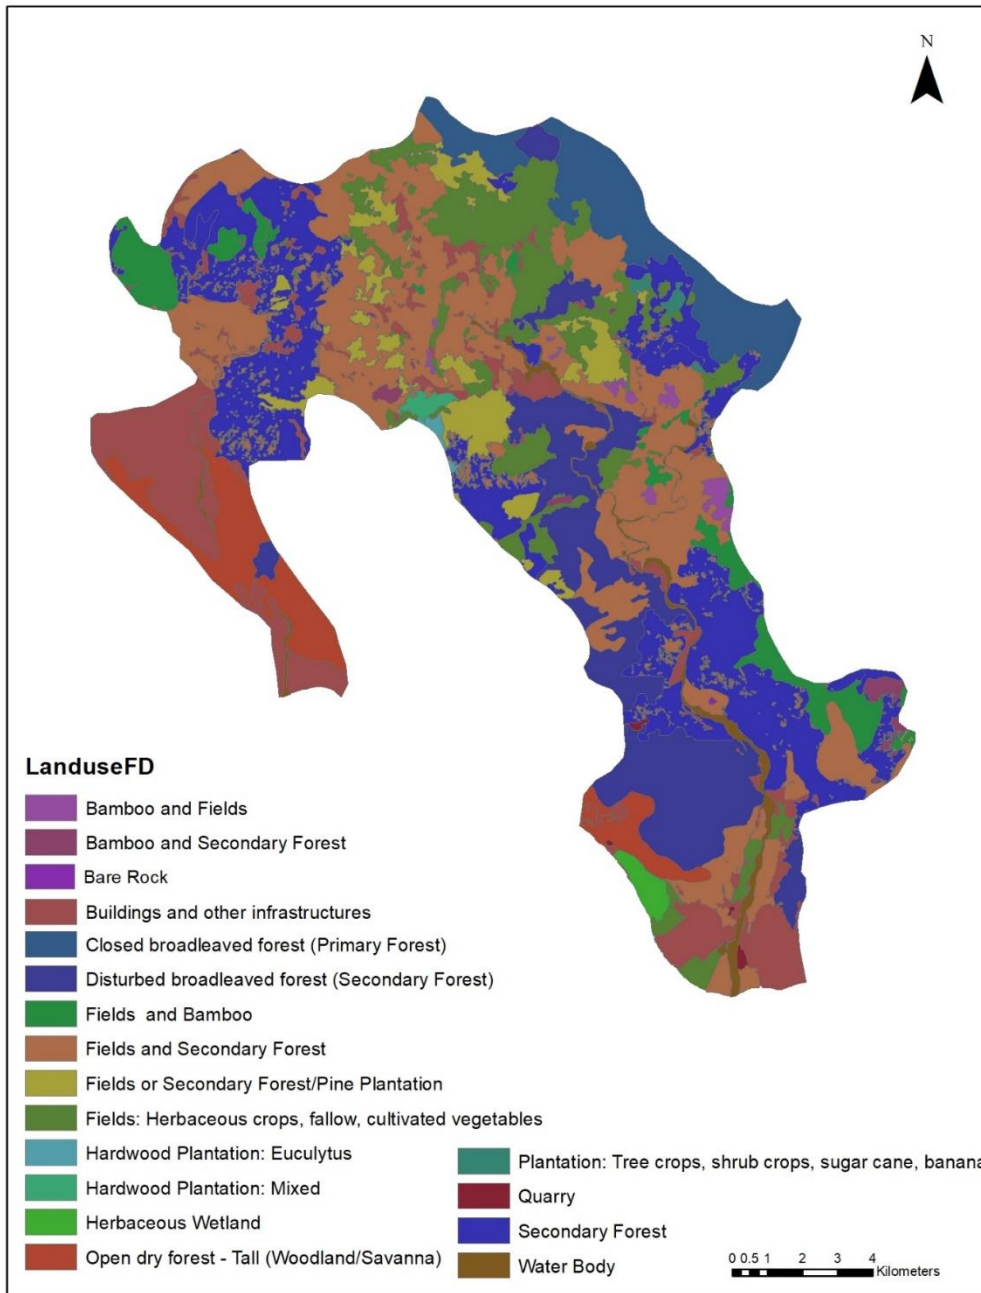 N
LanduseFD
Bamboo and Fields
Bamboo and Secondary Forest
Bare Rock
Buildings and other infrastructures
Closed broadleaved forest (Primary Forest)
Disturbed broadleaved forest (Secondary Forest)
Fields and Bamboo
Fields and Secondary Forest
Fields or Secondary Forest/Pine Plantation
Fields: Herbaceous crops, fallow, cultivated vegetables
Hardwood Plantation: Euculytus
Hardwood Plantation: Mixed
Herbaceous Wetland
Open dry forest - Tall (Woodland/Savanna)
Plantation: Tree crops, shrub crops, sugar cane, banana
Quarry
Secondary Forest
Water Body
0 0.5 1 2 3 4
Kilometers